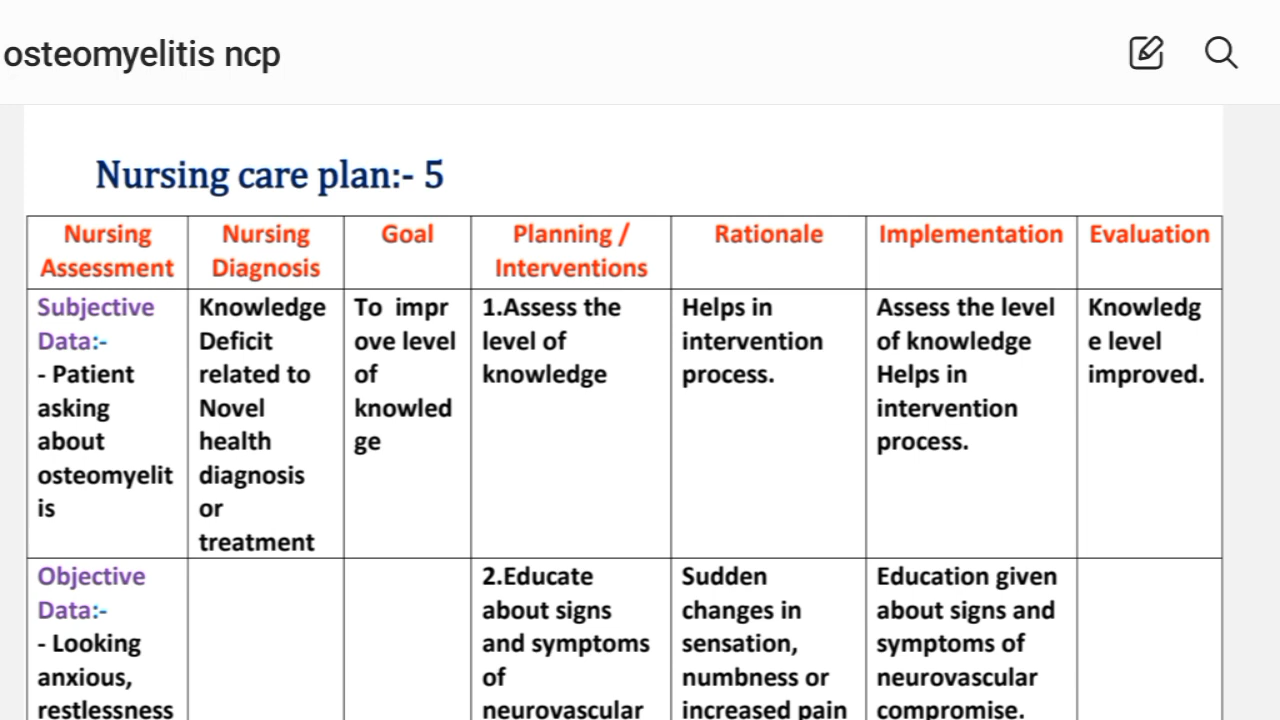 osteomyelitis ncp
Nursing care plan:- 5
Nursing Assessment
Nursing Diagnosis
Goal
Planning / Interventions
Rationale
Implementation
Evaluation
Subjective
Data:-
- Patient
asking
about
osteomyelit
is
Knowledge
Deficit
related to
Novel
health
diagnosis
or
treatment
To impr
ove level
of
knowled
ge
1.Assess the
level of
knowledge
Helps in
intervention
process.
Assess the level
of knowledge
Helps in
intervention
process.
Knowledg
e level
improved.
Objective
Data:-
- Looking
anxious,
restlessness
2.Educate
about signs
and symptoms
of
neurovascular
Sudden
changes in
sensation,
numbness or
increased pain
Education given
about signs and
symptoms of
neurovascular
compromise.